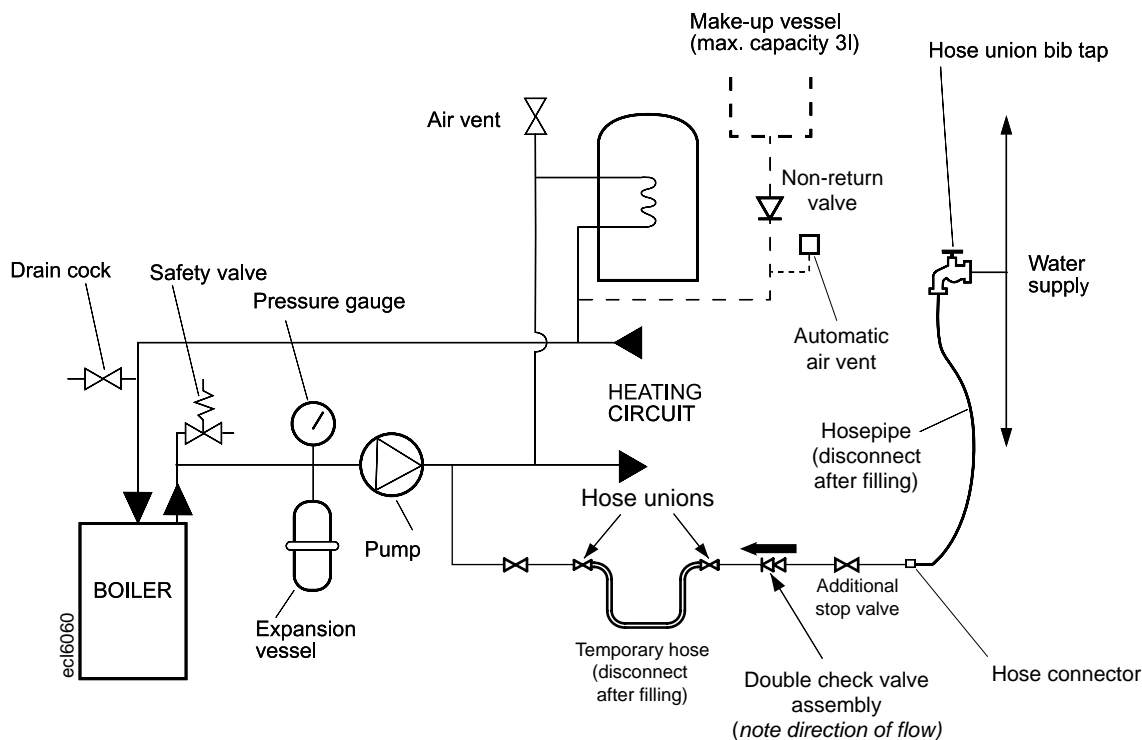 Make-up vessel
(max. capacity 3l)
Hose union bib tap
Air vent
Non-return
valve
Drain cock
Safety valve
Pressure gauge
Water
supply
Automatic
air vent
HEATING
CIRCUIT
Hosepipe
(disconnect
after filling)
Hose unions
Pump
BOILER
ecl6060
Expansion
vessel
Additional
stop valve
Temporary hose
(disconnect
after filling)
Double check valve
assembly
(note direction of flow)
Hose connector